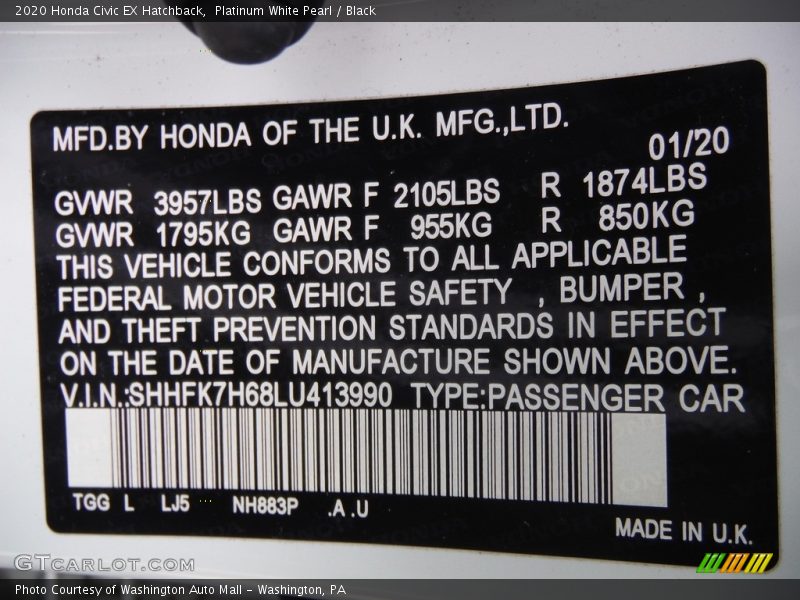 2020 Honda Civic EX Hatchback, Platinum White Pearl / Black
MFD.BY HONDA OF THE U.K. MFG.,LTD.
01/'20
GVWR 3957LBS GAWR F 2105LBS R 1874LBS
GVWR 1795KG GAWR F 955KG R 850KG
THIS VEHICLE CONFORMS TO ALL APPLICABLE
FEDERAL MOTOR VEHICLE SAFETY , BUMPER ,
AND THEFT PREVENTION STANDARDS IN EFFECT
ON THE DATE OF MANUFACTURE SHOWN ABOVE.
V.I.N.:SHHFK7H68LU413990 TYPE:PASSENGER CAR
TGG L LJ5 NH883P .A .U
MADE IN U.K.
GTCARLOT.COM
Photo Courtesy of Washington Auto Mall - Washington, PA